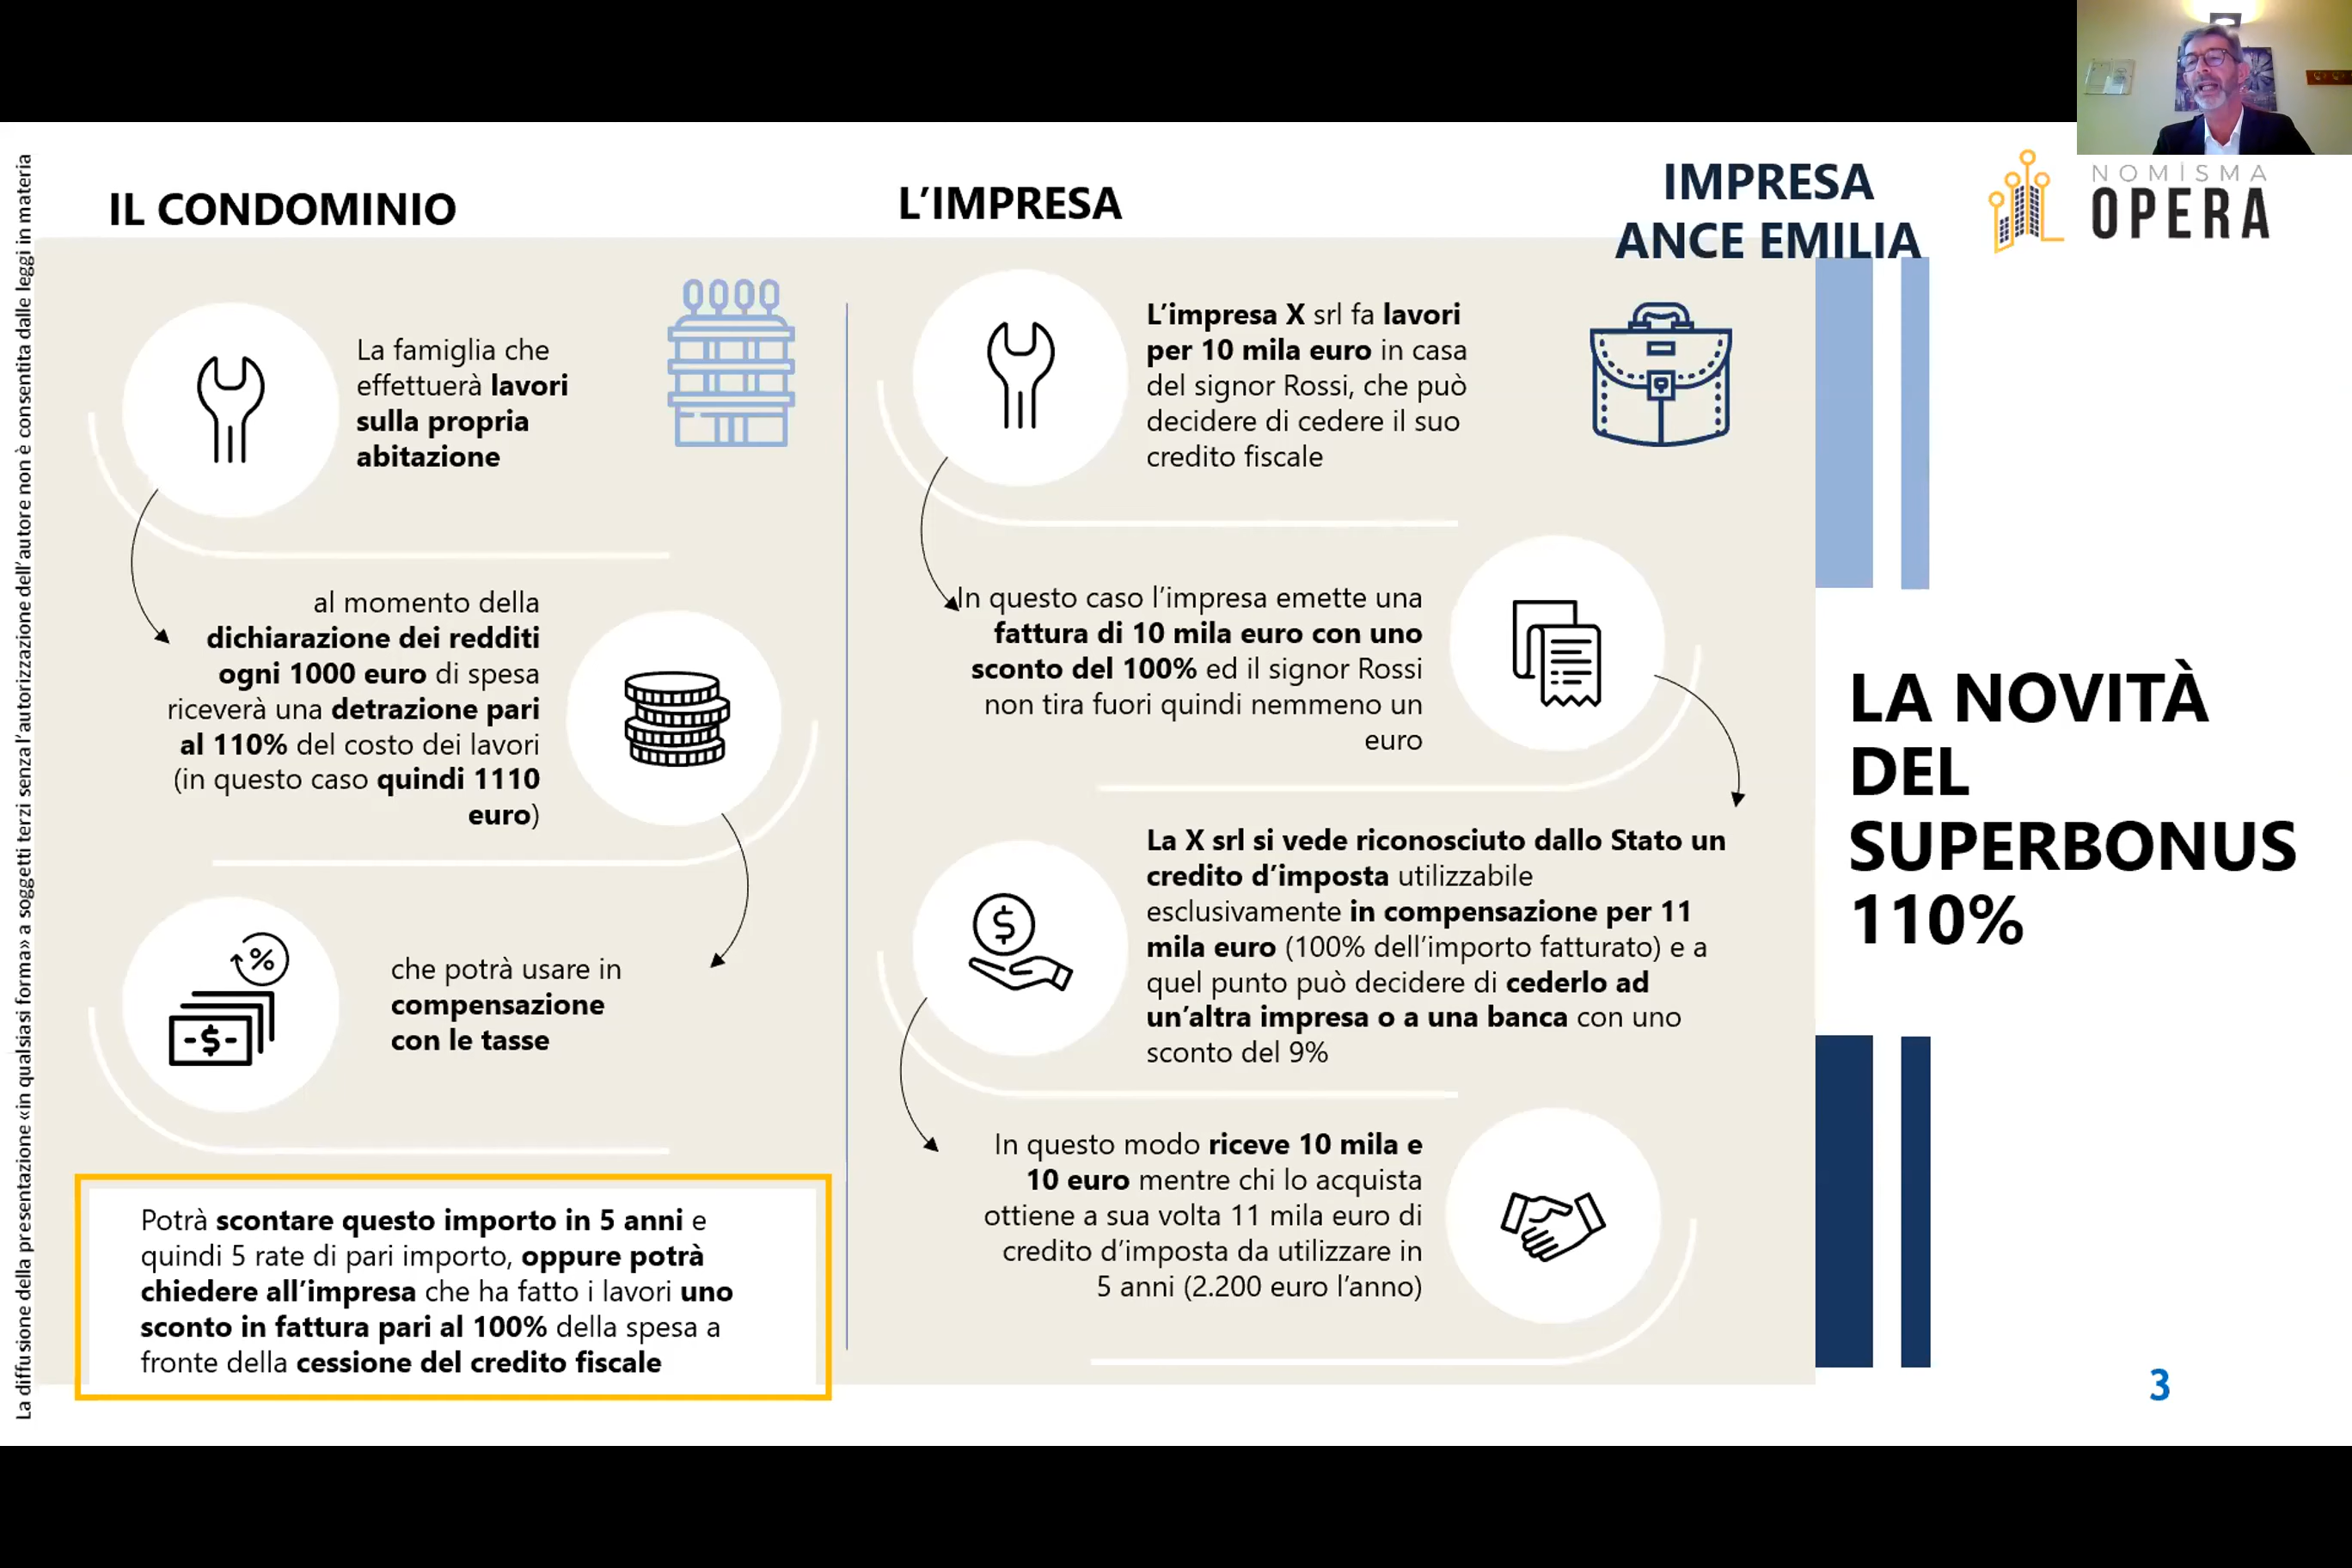 La diffusione della presentazione «in qualsiasi forma» a soggetti terzi senza l'autorizzazione dell'autore non è consentita dalle leggi in materia
IL CONDOMINIO
La famiglia che
effettuerà lavori
sulla propria
abitazione
al momento della
dichiarazione dei redditi
ogni 1000 euro di spesa
riceverà una detrazione pari
al 110% del costo dei lavori
(in questo caso quindi 1110
euro)
%
-$-
che potrà usare in
compensazione
con le tasse
Potrà scontare questo importo in 5 anni e
quindi 5 rate di pari importo, oppure potrà
chiedere all'impresa che ha fatto i lavori uno
sconto in fattura pari al 100% della spesa a
fronte della cessione del credito fiscale
L'IMPRESA
L'impresa X srl fa lavori
per 10 mila euro in casa
del signor Rossi, che può
decidere di cedere il suo
credito fiscale
In questo caso l'impresa emette una
fattura di 10 mila euro con uno
sconto del 100% ed il signor Rossi
non tira fuori quindi nemmeno un
euro
$
La X srl si vede riconosciuto dallo Stato un
credito d'imposta utilizzabile
esclusivamente in compensazione per 11
mila euro (100% dell'importo fatturato) e a
quel punto può decidere di cederlo ad
un'altra impresa o a una banca con uno
sconto del 9%
In questo modo riceve 10 mila e
10 euro mentre chi lo acquista
ottiene a sua volta 11 mila euro di
credito d'imposta da utilizzare in
5 anni (2.200 euro l'anno)
IMPRESA
ANCE EMILIA
NOMISMA
OPERA
LA NOVITÀ
DEL
SUPERBONUS
110%
3